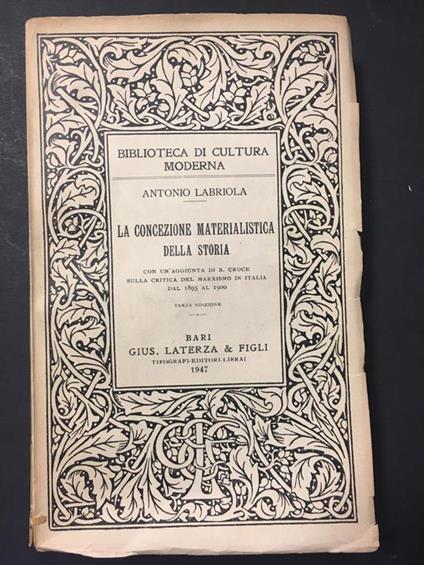 BIBLIOTECA DI CULTURA
MODERNA
ANTONIO LABRIOLA
LA CONCEZIONE MATERIALISTICA
DELLA STORIA
CON UN'AGGIUNTA DI B. CROCE
SULLA CRITICA DEL MARXISMO IN ITALIA
DAL 1895 AL 1900
TERZA EDIZIONE
BARI
GIUS. LATERZA & FIGLI
TIPOGRAFI-EDITORI-LIBRAI
1947